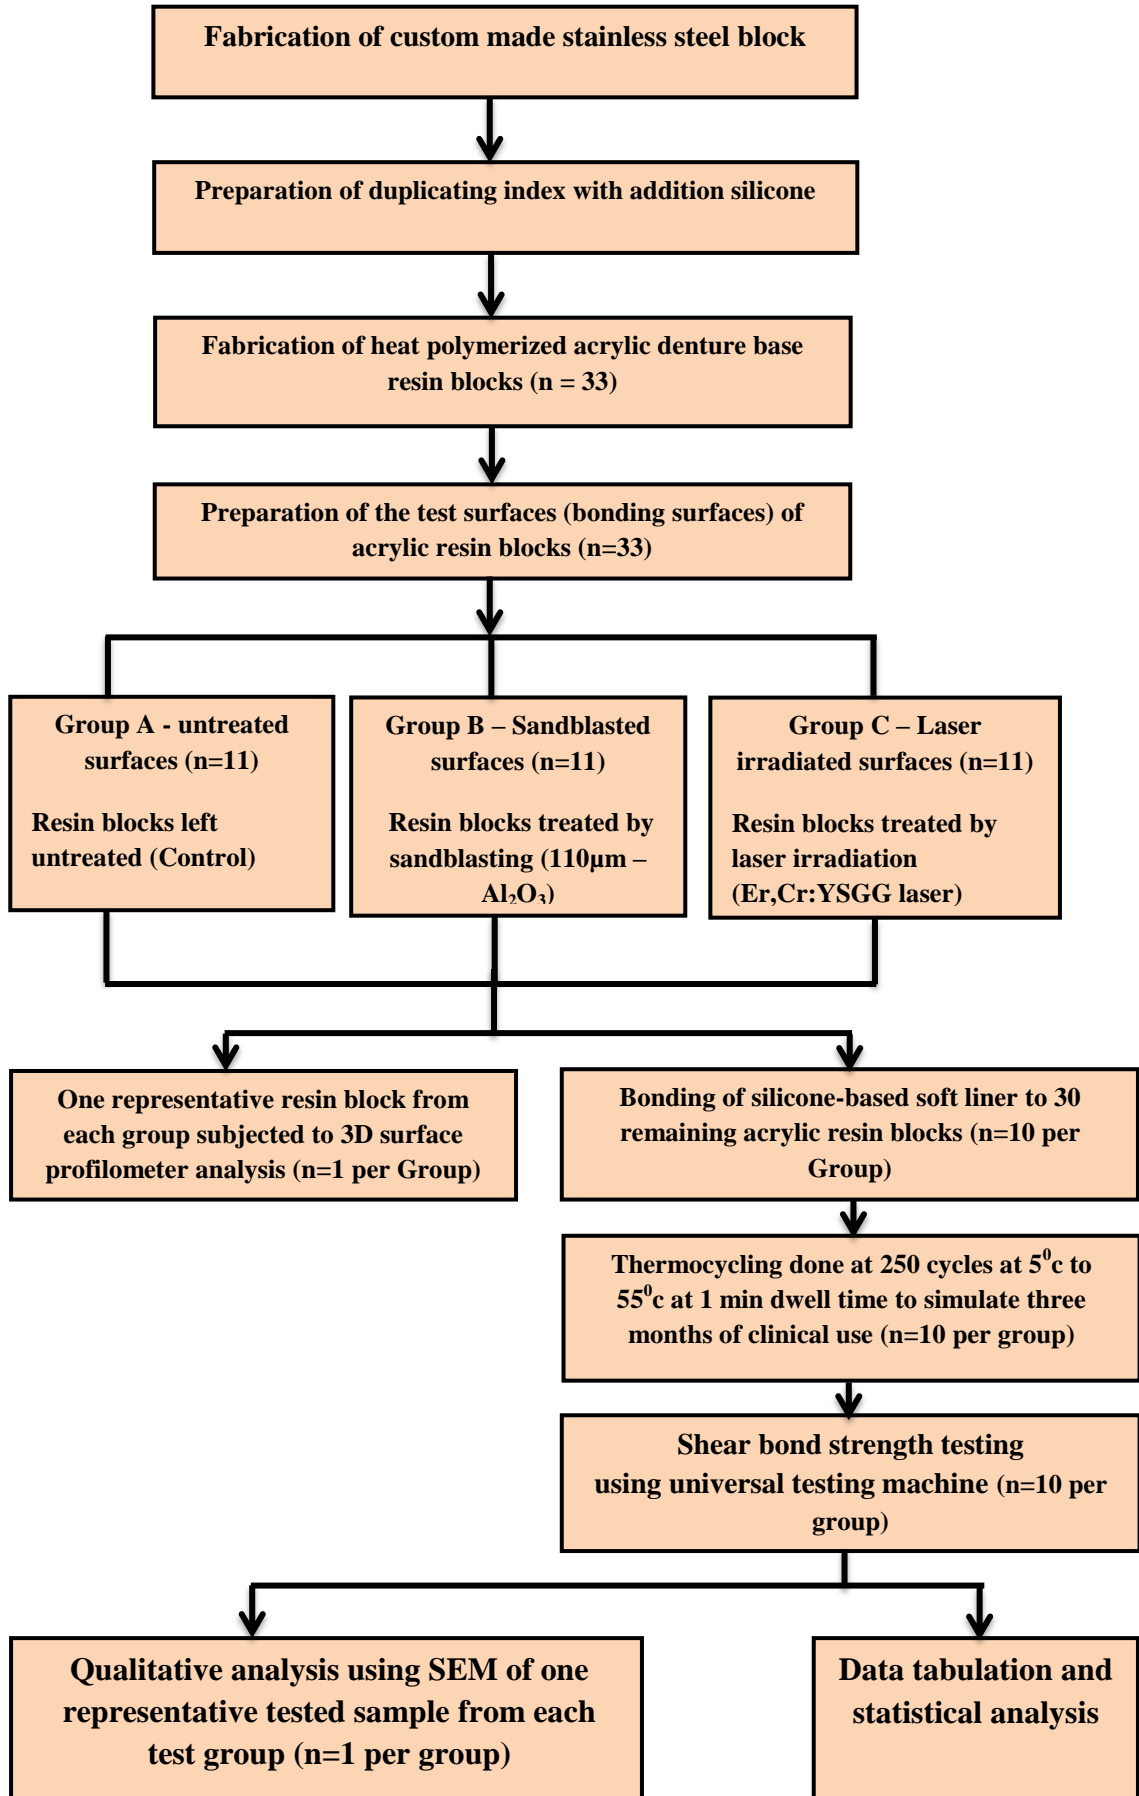 Fabrication of custom made stainless steel block
Preparation of duplicating index with addition silicone
Fabrication of heat polymerized acrylic denture base
resin blocks (n = 33)
Preparation of the test surfaces (bonding surfaces) of
acrylic resin blocks (n=33)
Group A - untreated
surfaces (n=11)
Resin blocks left
untreated (Control)
Group B – Sandblasted
surfaces (n=11)
Resin blocks treated by
sandblasting (110µm –
Al₂O₃)
Group C – Laser
irradiated surfaces (n=11)
Resin blocks treated by
laser irradiation
(Er,Cr:YSGG laser)
One representative resin block from
each group subjected to 3D surface
profilometer analysis (n=1 per Group)
Bonding of silicone-based soft liner to 30
remaining acrylic resin blocks (n=10 per
Group)
Thermocycling done at 250 cycles at 5⁰c to
55⁰c at 1 min dwell time to simulate three
months of clinical use (n=10 per group)
Shear bond strength testing
using universal testing machine (n=10 per
group)
Qualitative analysis using SEM of one
representative tested sample from each
test group (n=1 per group)
Data tabulation and
statistical analysis